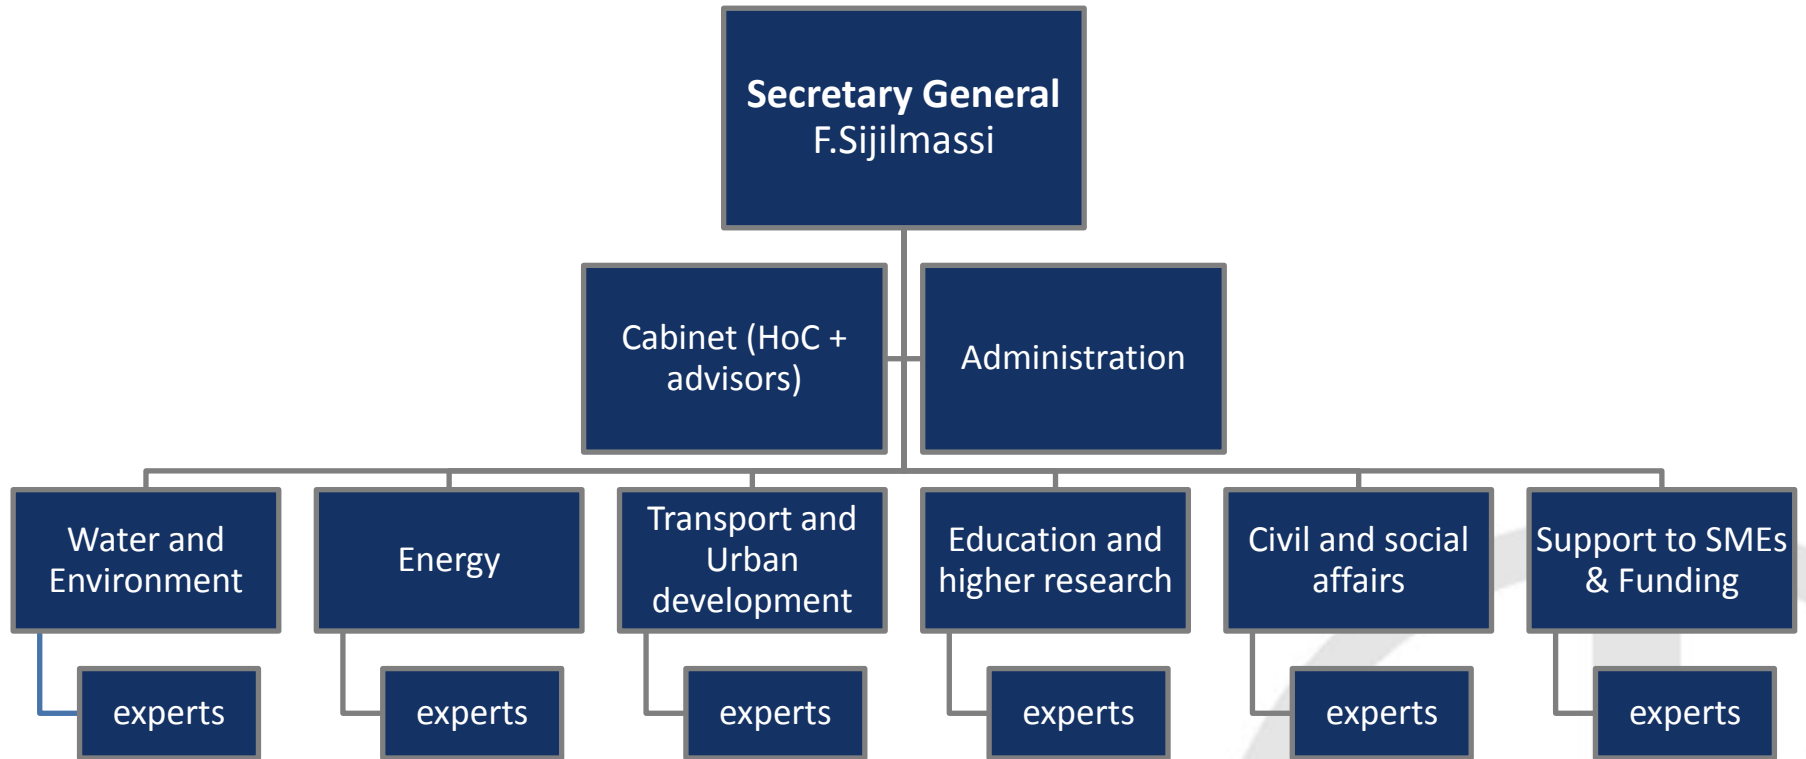 Secretary General
F.Sijilmassi
Cabinet (HoC +
advisors)
Administration
Water and
Environment
Energy
Transport and
Urban
development
Education and
higher research
Civil and social
affairs
Support to SMEs
& Funding
experts
experts
experts
experts
experts
experts